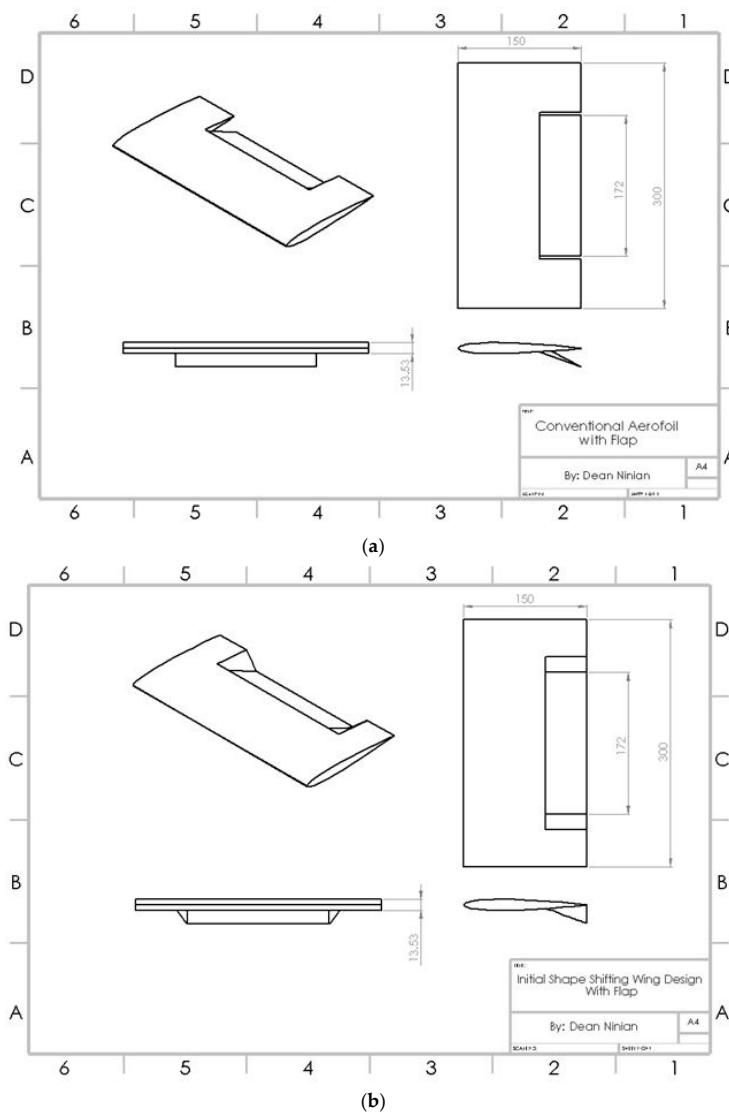 6 5 4 3 2 1
D D
150
172
300
C C
B B
13.53
TITLE:
Conventional Aerofoil
with Flap
A A
By: Dean Ninian
A4
6 5 4 3 2 1
(a)
6 5 4 3 2 1
150
D D
172
300
C C
B B
13.53
TITLE:
Initial Shape Shifting Wing Design
With Flap
A A
By: Dean Ninian
A4
6 5 4 3 2 1
(b)